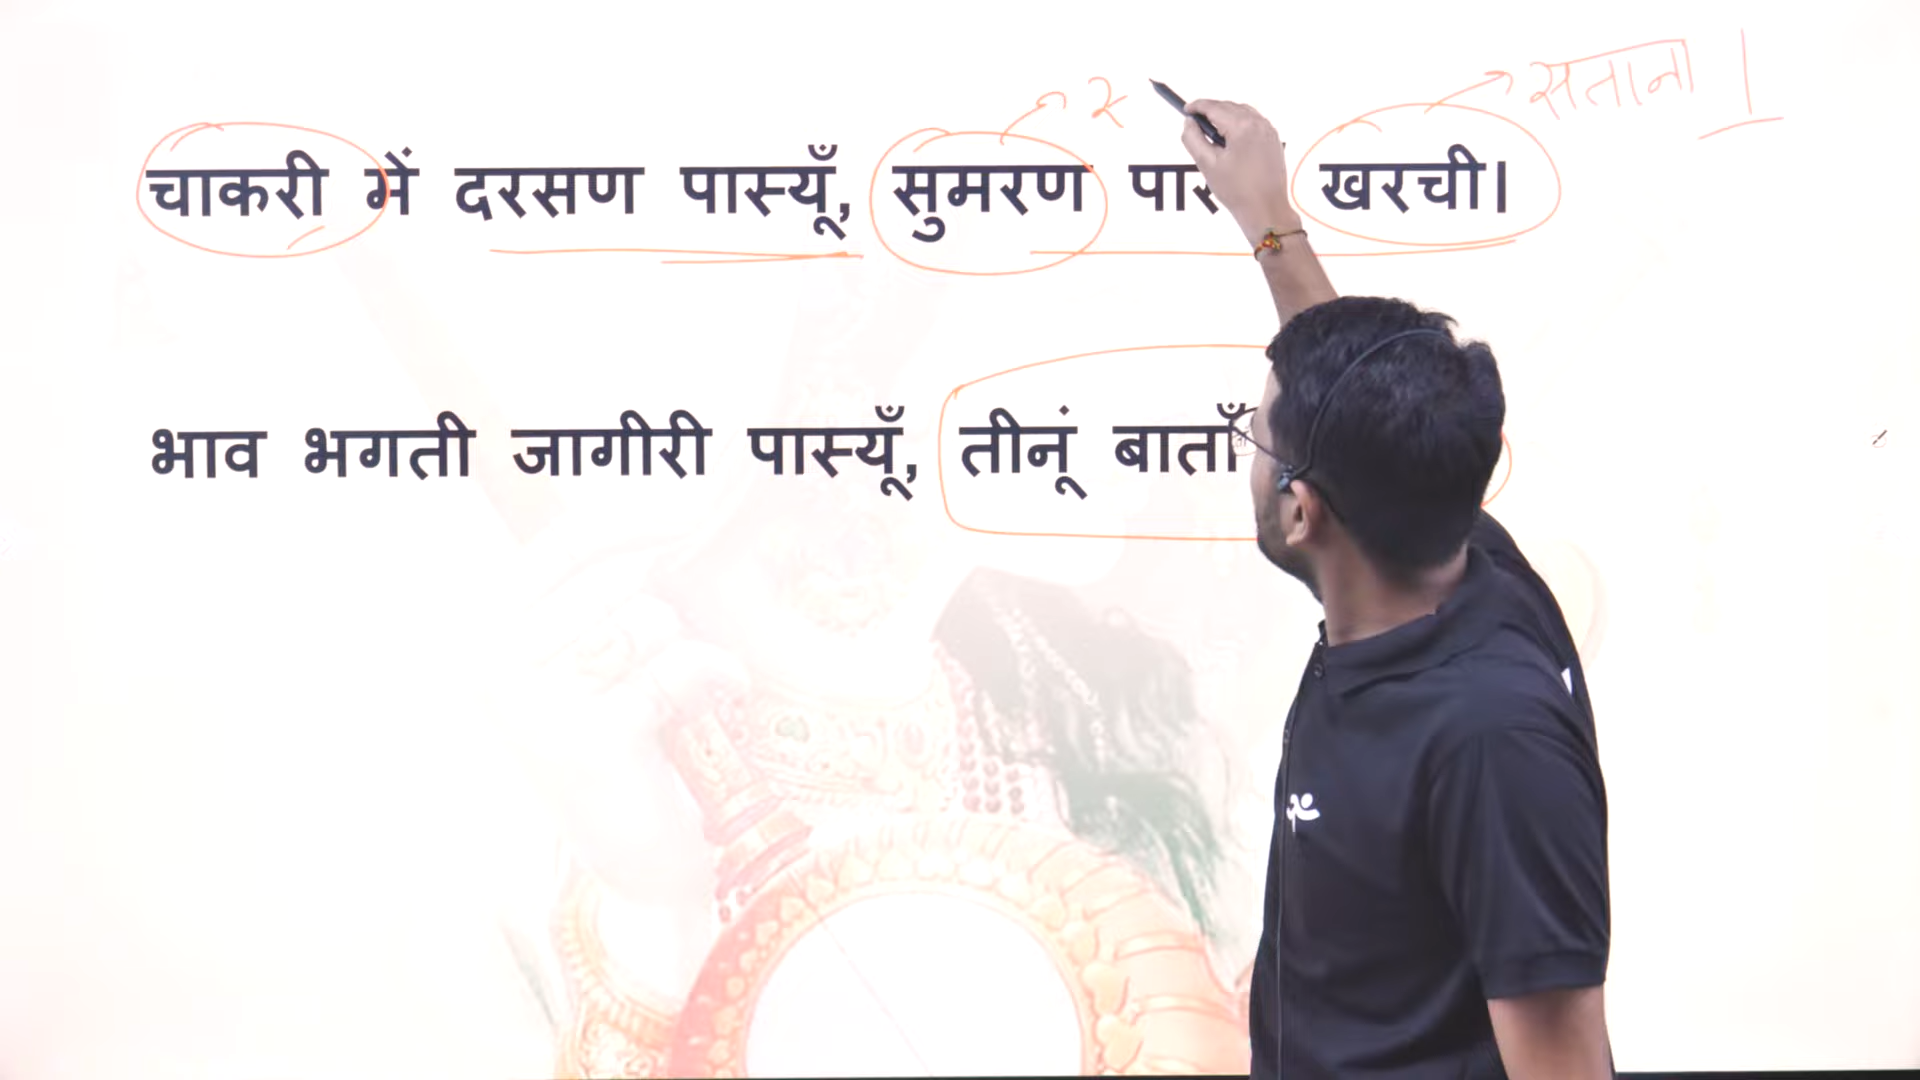 सताना।
चाकरी में दरसण पास्यूँ, सुमरण खरची।
भाव भगती जागीरी पास्यूँ, तीनूं बाताँ